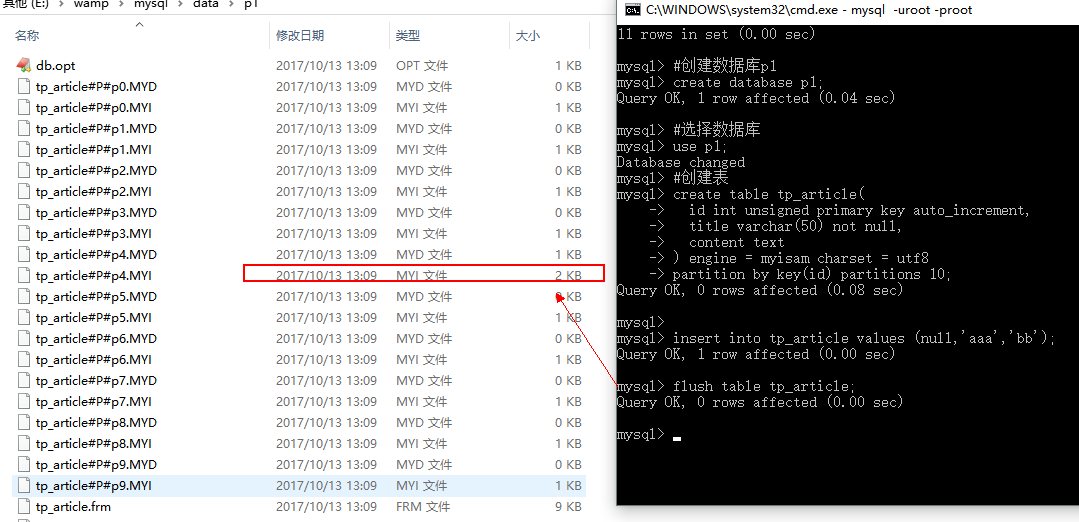 其他 (E:) › wamp › mysql › data › p1
名称 修改日期 类型 大小
db.opt 2017/10/13 13:09 OPT 文件 1 KB
tp_article#P#p0.MYD 2017/10/13 13:09 MYD 文件 0 KB
tp_article#P#p0.MYI 2017/10/13 13:09 MYI 文件 1 KB
tp_article#P#p1.MYD 2017/10/13 13:09 MYD 文件 0 KB
tp_article#P#p1.MYI 2017/10/13 13:09 MYI 文件 1 KB
tp_article#P#p2.MYD 2017/10/13 13:09 MYD 文件 0 KB
tp_article#P#p2.MYI 2017/10/13 13:09 MYI 文件 1 KB
tp_article#P#p3.MYD 2017/10/13 13:09 MYD 文件 0 KB
tp_article#P#p3.MYI 2017/10/13 13:09 MYI 文件 1 KB
tp_article#P#p4.MYD 2017/10/13 13:09 MYD 文件 1 KB
tp_article#P#p4.MYI 2017/10/13 13:09 MYI 文件 2 KB
tp_article#P#p5.MYD 2017/10/13 13:09 MYD 文件 KB
tp_article#P#p5.MYI 2017/10/13 13:09 MYI 文件 1 KB
tp_article#P#p6.MYD 2017/10/13 13:09 MYD 文件 0 KB
tp_article#P#p6.MYI 2017/10/13 13:09 MYI 文件 1 KB
tp_article#P#p7.MYD 2017/10/13 13:09 MYD 文件 0 KB
tp_article#P#p7.MYI 2017/10/13 13:09 MYI 文件 1 KB
tp_article#P#p8.MYD 2017/10/13 13:09 MYD 文件 0 KB
tp_article#P#p8.MYI 2017/10/13 13:09 MYI 文件 1 KB
tp_article#P#p9.MYD 2017/10/13 13:09 MYD 文件 0 KB
tp_article#P#p9.MYI 2017/10/13 13:09 MYI 文件 1 KB
tp_article.frm 2017/10/13 13:09 FRM 文件 9 KB
C:\WINDOWS\system32\cmd.exe - mysql -uroot -proot
11 rows in set (0.00 sec)
mysql> #创建数据库p1
mysql> create database p1;
Query OK, 1 row affected (0.04 sec)
mysql> #选择数据库
mysql> use p1;
Database changed
mysql> #创建表
mysql> create table tp_article(
-> id int unsigned primary key auto_increment,
-> title varchar(50) not null,
-> content text
-> ) engine = myisam charset = utf8
-> partition by key(id) partitions 10;
Query OK, 0 rows affected (0.08 sec)
mysql>
mysql> insert into tp_article values (null,'aaa','bb');
Query OK, 1 row affected (0.00 sec)
mysql> flush table tp_article;
Query OK, 0 rows affected (0.00 sec)
mysql>